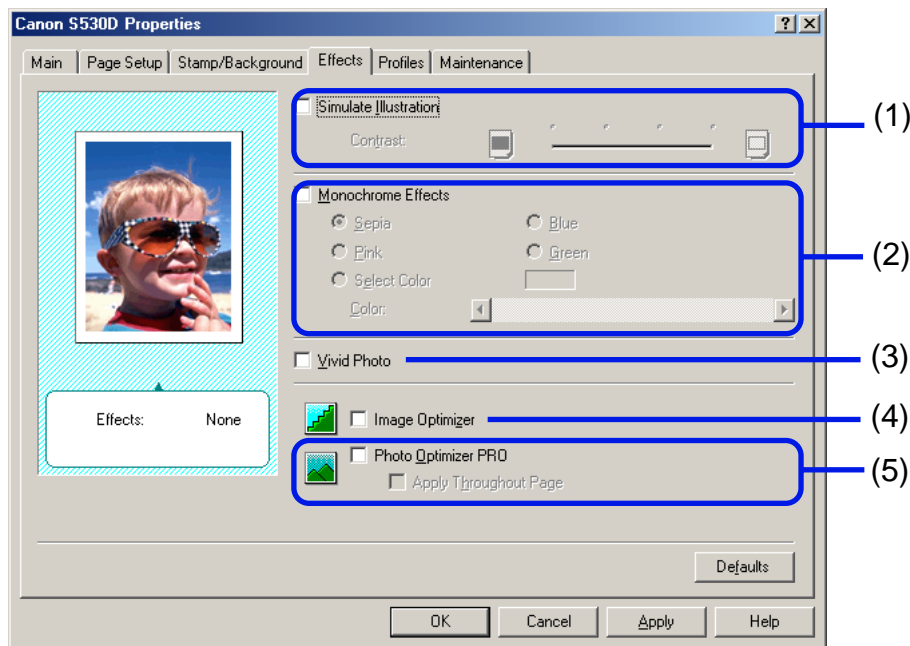 Canon S530D Properties
Main Page Setup Stamp/Background Effects Profiles Maintenance
Simulate Illustration
Contrast:
(1)
Monochrome Effects
Sepia Blue
Pink Green
Select Color
Color:
(2)
Vivid Photo
(3)
Effects: None
Image Optimizer
(4)
Photo Optimizer PRO
Apply Throughout Page
(5)
Defaults
OK Cancel Apply Help